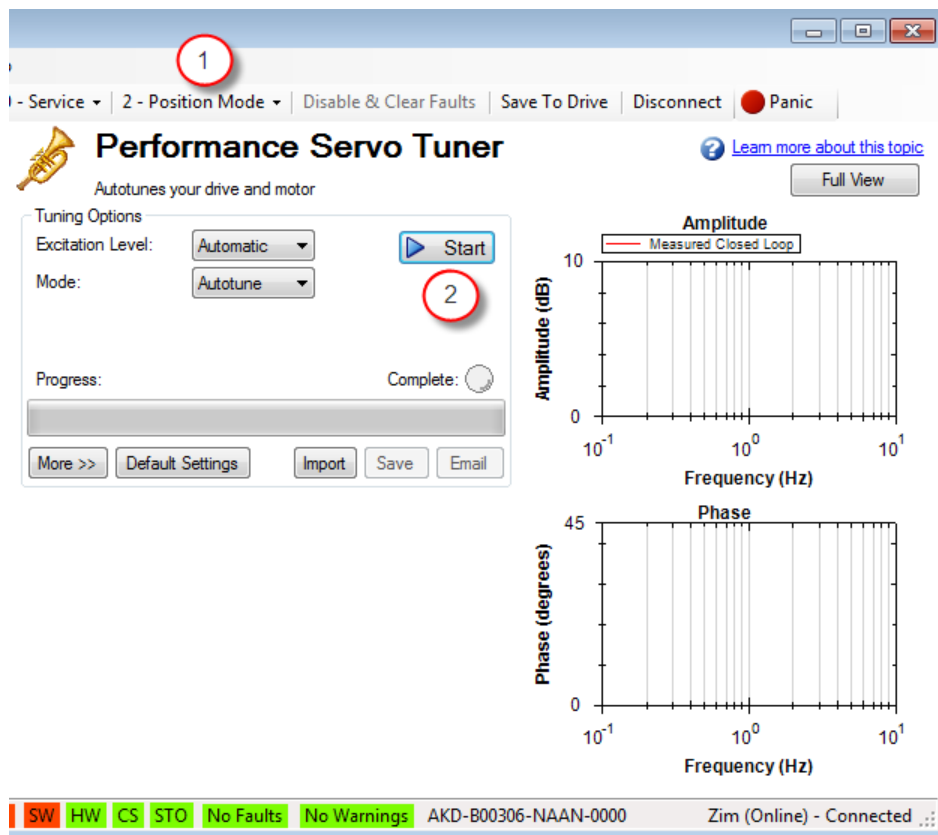 1
- Service 2 - Position Mode Disable & Clear Faults Save To Drive Disconnect Panic
Performance Servo Tuner
Learn more about this topic
Autotunes your drive and motor
Full View
Tuning Options
Excitation Level: Automatic Start
Mode: Autotune
2
Progress: Complete:
More >> Default Settings Import Save Email
Amplitude
Measured Closed Loop
10
Amplitude (dB)
0
10-1 100 101
Frequency (Hz)
Phase
45
Phase (degrees)
0
10-1 100 101
Frequency (Hz)
SW HW CS STO No Faults No Warnings AKD-B00306-NAAN-0000 Zim (Online) - Connected